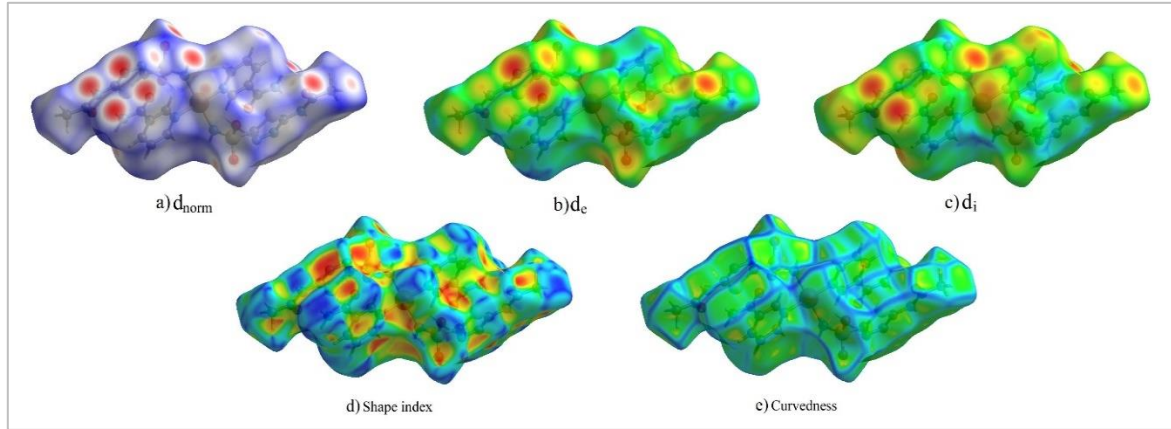 a) dnorm
b) de
c) di
d) Shape index
e) Curvedness